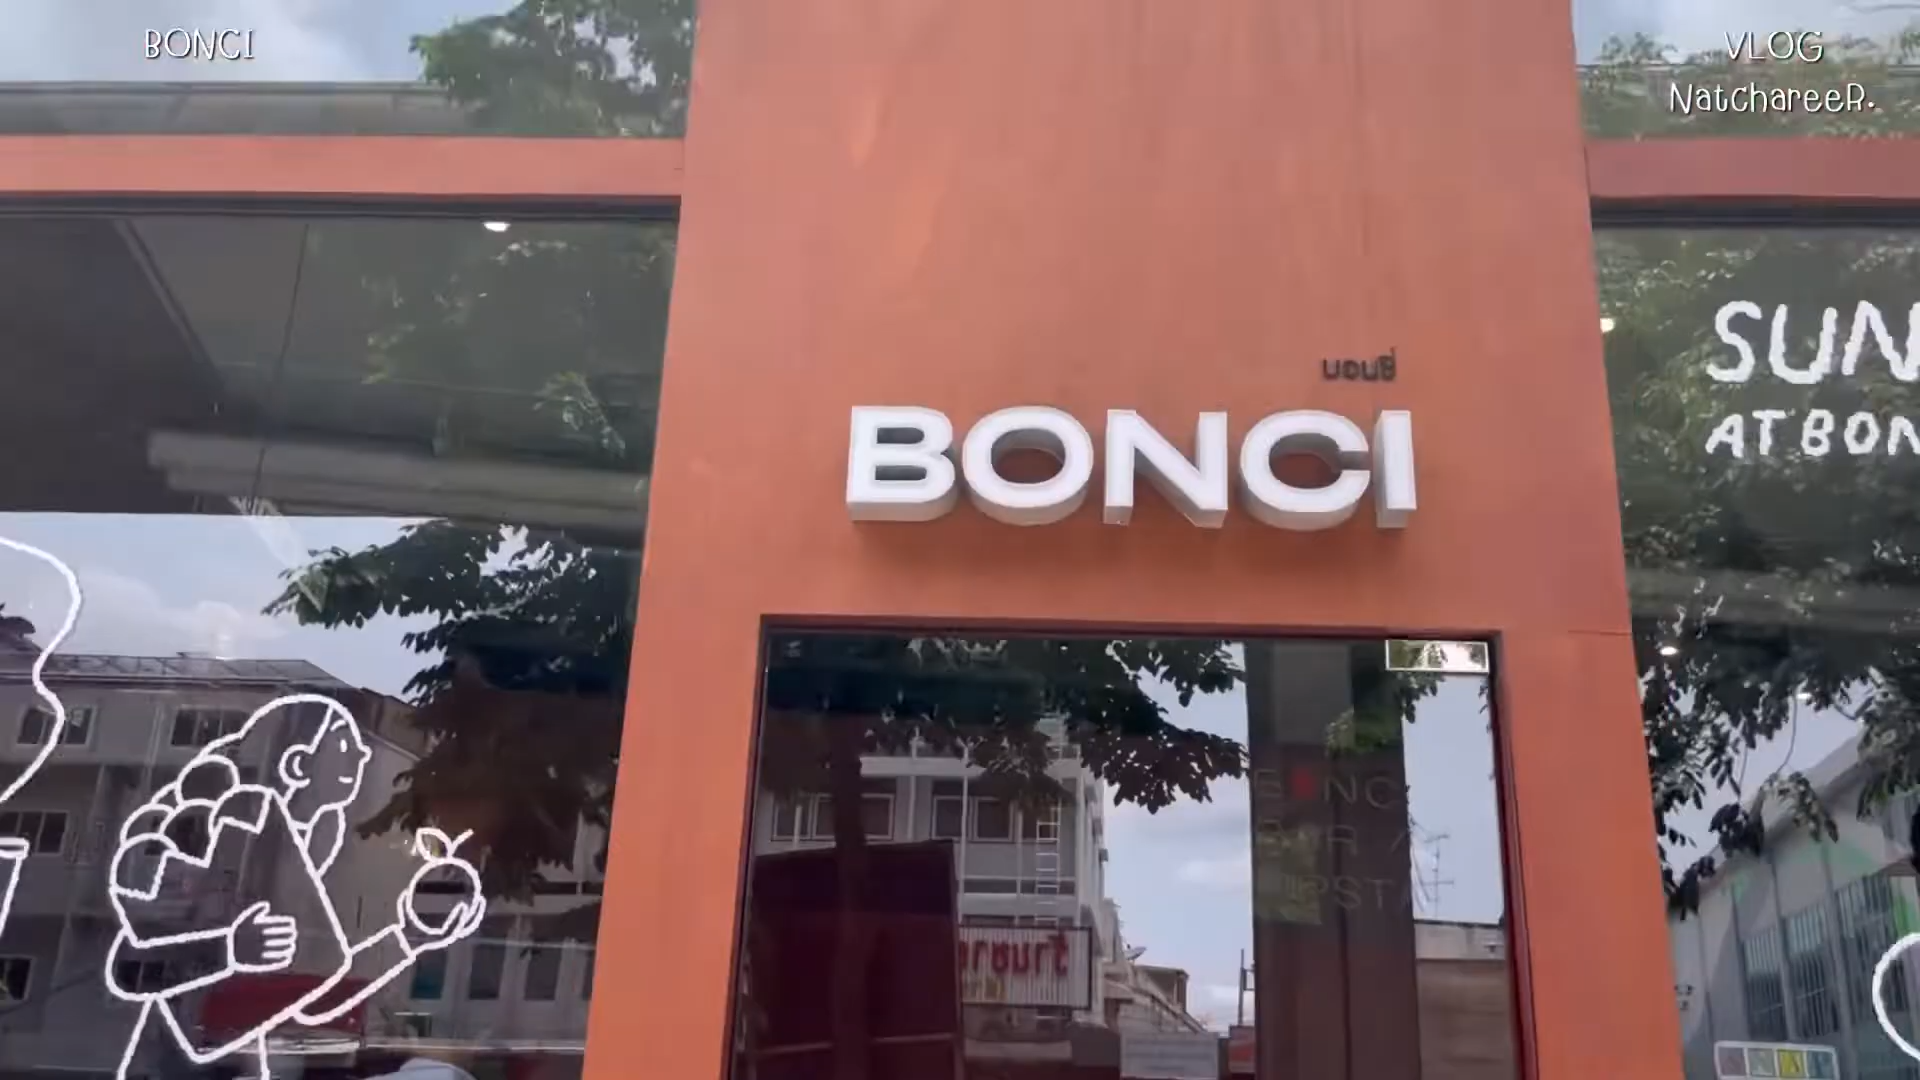 BONCI
VLOG
NatchareeR.
บอนชี่
BONCI
SUN
AT BON